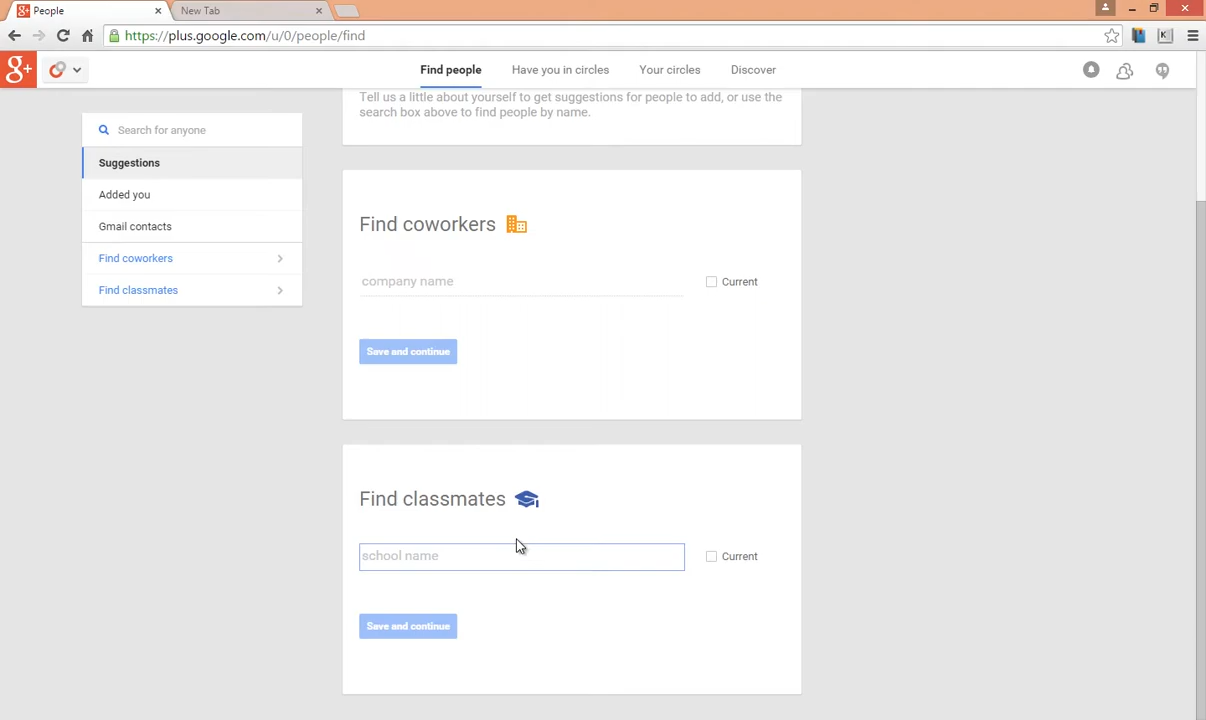 People
New Tab
https://plus.google.com/u/0/people/find
g+
Find people
Have you in circles
Your circles
Discover
Tell us a little about yourself to get suggestions for people to add, or use the
search box above to find people by name.
Search for anyone
Suggestions
Added you
Gmail contacts
Find coworkers
Find classmates
Find coworkers
company name
Current
Save and continue
Find classmates
school name
Current
Save and continue